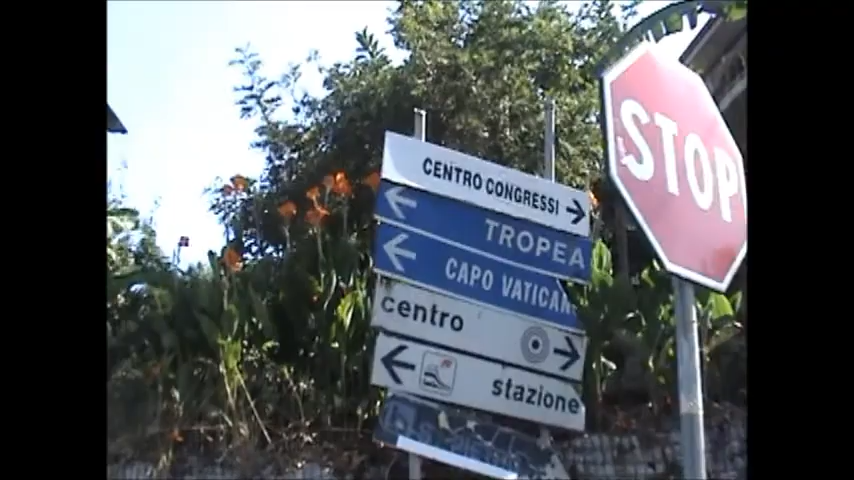 CENTRO CONGRESSI
TROPEA
CAPO VATICANO
centro
stazione
STOP